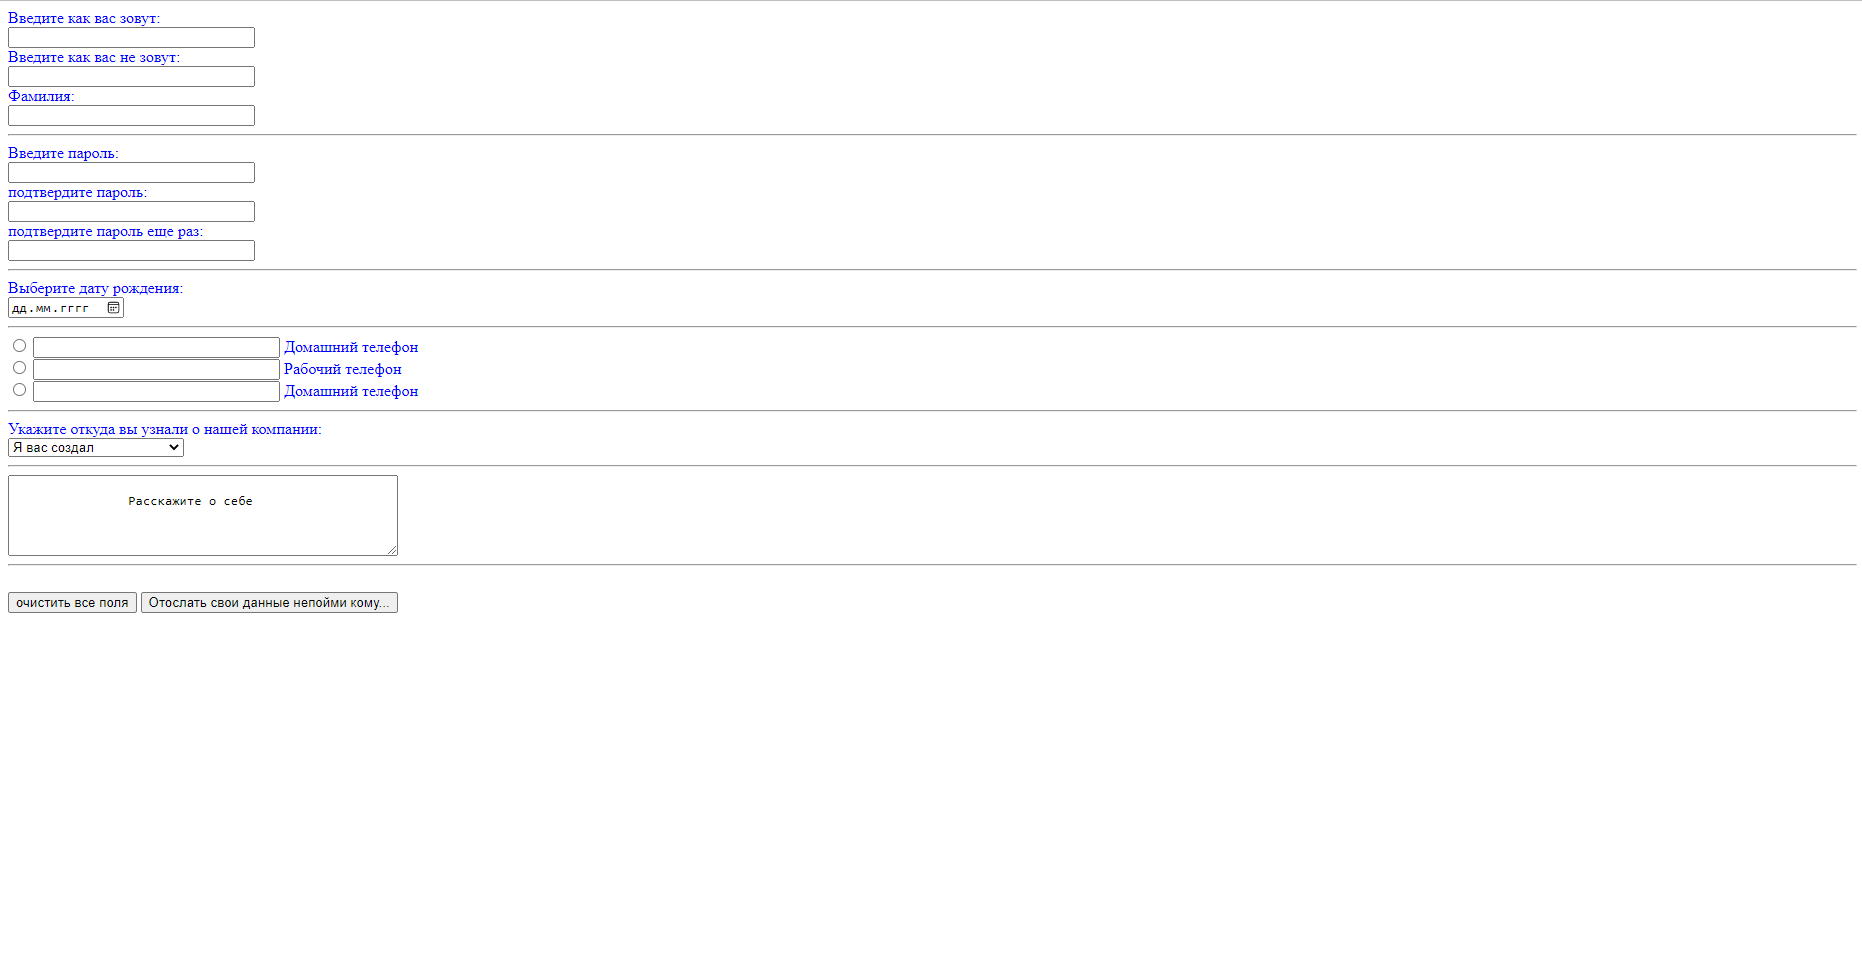 Введите как вас зовут:
Введите как вас не зовут:
Фамилия:
Введите пароль:
подтвердите пароль:
подтвердите пароль еще раз:
Выберите дату рождения:
дд.мм.гггг
Домашний телефон
Рабочий телефон
Домашний телефон
Укажите откуда вы узнали о нашей компании:
Я вас создал
Расскажите о себе
очистить все поля Отослать свои данные непойми кому...